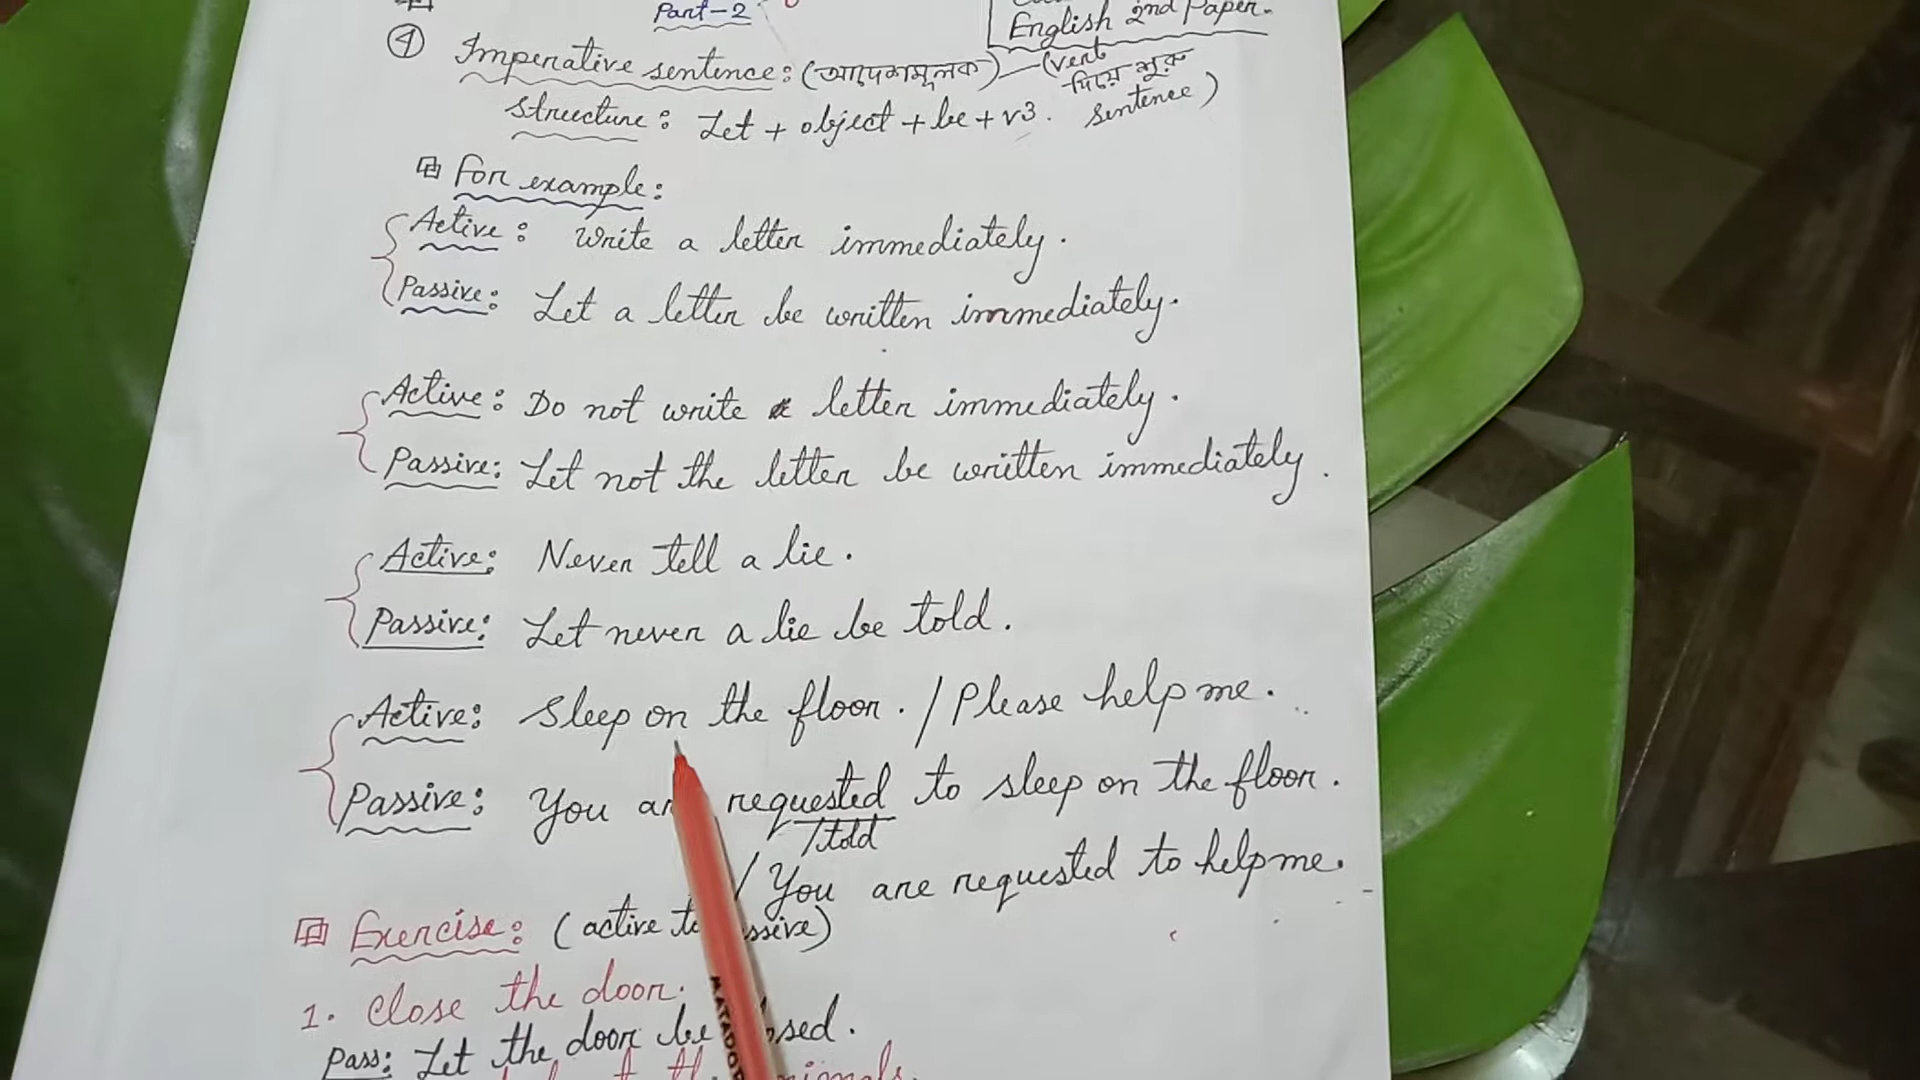 Part-2
English 2nd Paper.
④ Imperative sentence: (আদেশমূলক) — (verb
দিয়ে শুরু
sentence)
Structure: Let + object + be + v3.
For example:
Active: Write a letter immediately.
Passive: Let a letter be written immediately.
Active: Do not write letter immediately.
Passive: Let not the letter be written immediately.
Active: Never tell a lie.
Passive: Let never a lie be told.
Active: Sleep on the floor. / Please help me.
Passive: You requested to sleep on the floor.
/told
/ You are requested to help me.
Exercise: (active
1. Close the door.
Pass: Let the door be